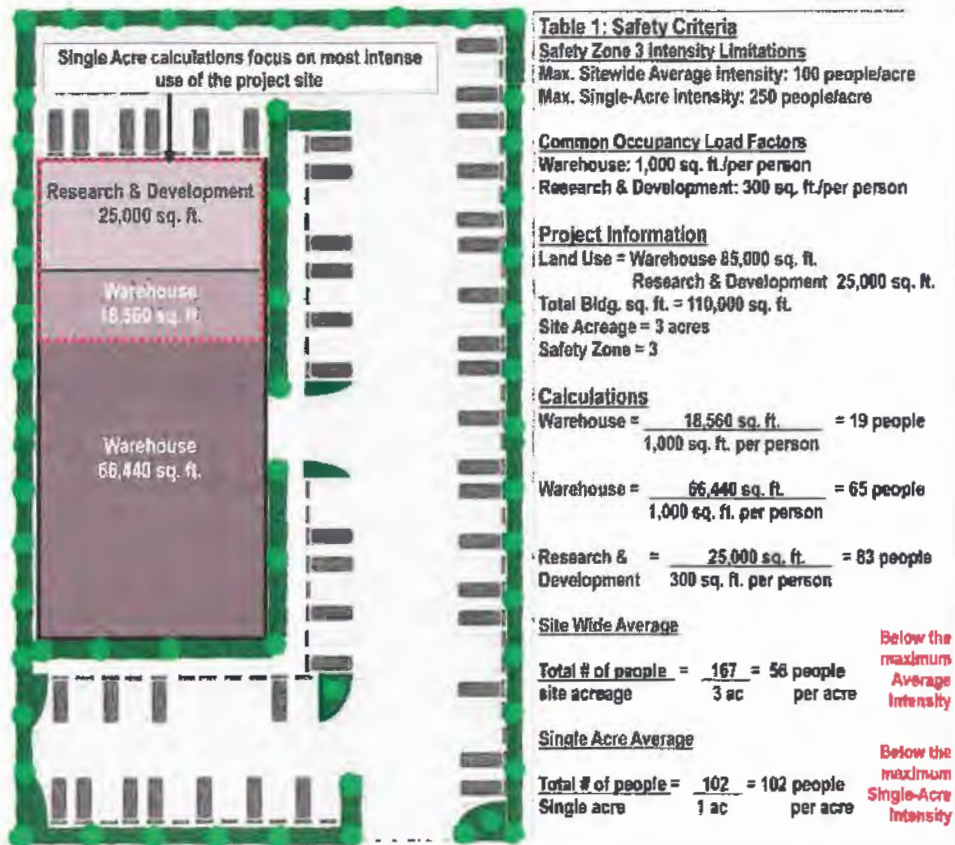 Single Acre calculations focus on most intense
use of the project site
Research & Development
25,000 sq. ft.
Warehouse
18,560 sq. ft
Warehouse
66,440 sq. ft.
Table 1: Safety Criteria
Safety Zone 3 Intensity Limitations
Max. Sitewide Average Intensity: 100 people/acre
Max. Single-Acre Intensity: 250 people/acre
Common Occupancy Load Factors
Warehouse: 1,000 sq. ft./per person
Research & Development: 300 sq. ft./per person
Project Information
Land Use = Warehouse 85,000 sq. ft.
Research & Development 25,000 sq. ft.
Total Bldg. sq. ft. = 110,000 sq. ft.
Site Acreage = 3 acres
Safety Zone = 3
Calculations
Warehouse = 18,560 sq. ft. = 19 people
1,000 sq. ft. per person
Warehouse = 66,440 sq. ft. = 65 people
1,000 sq. ft. per person
Research & = 25,000 sq. ft. = 83 people
Development 300 sq. ft. per person
Site Wide Average
Total # of people = 167 = 56 people
site acreage 3 ac per acre
Below the
maximum
Average
Intensity
Single Acre Average
Total # of people = 102 = 102 people
Single acre 1 ac per acre
Below the
maximum
Single-Acre
Intensity